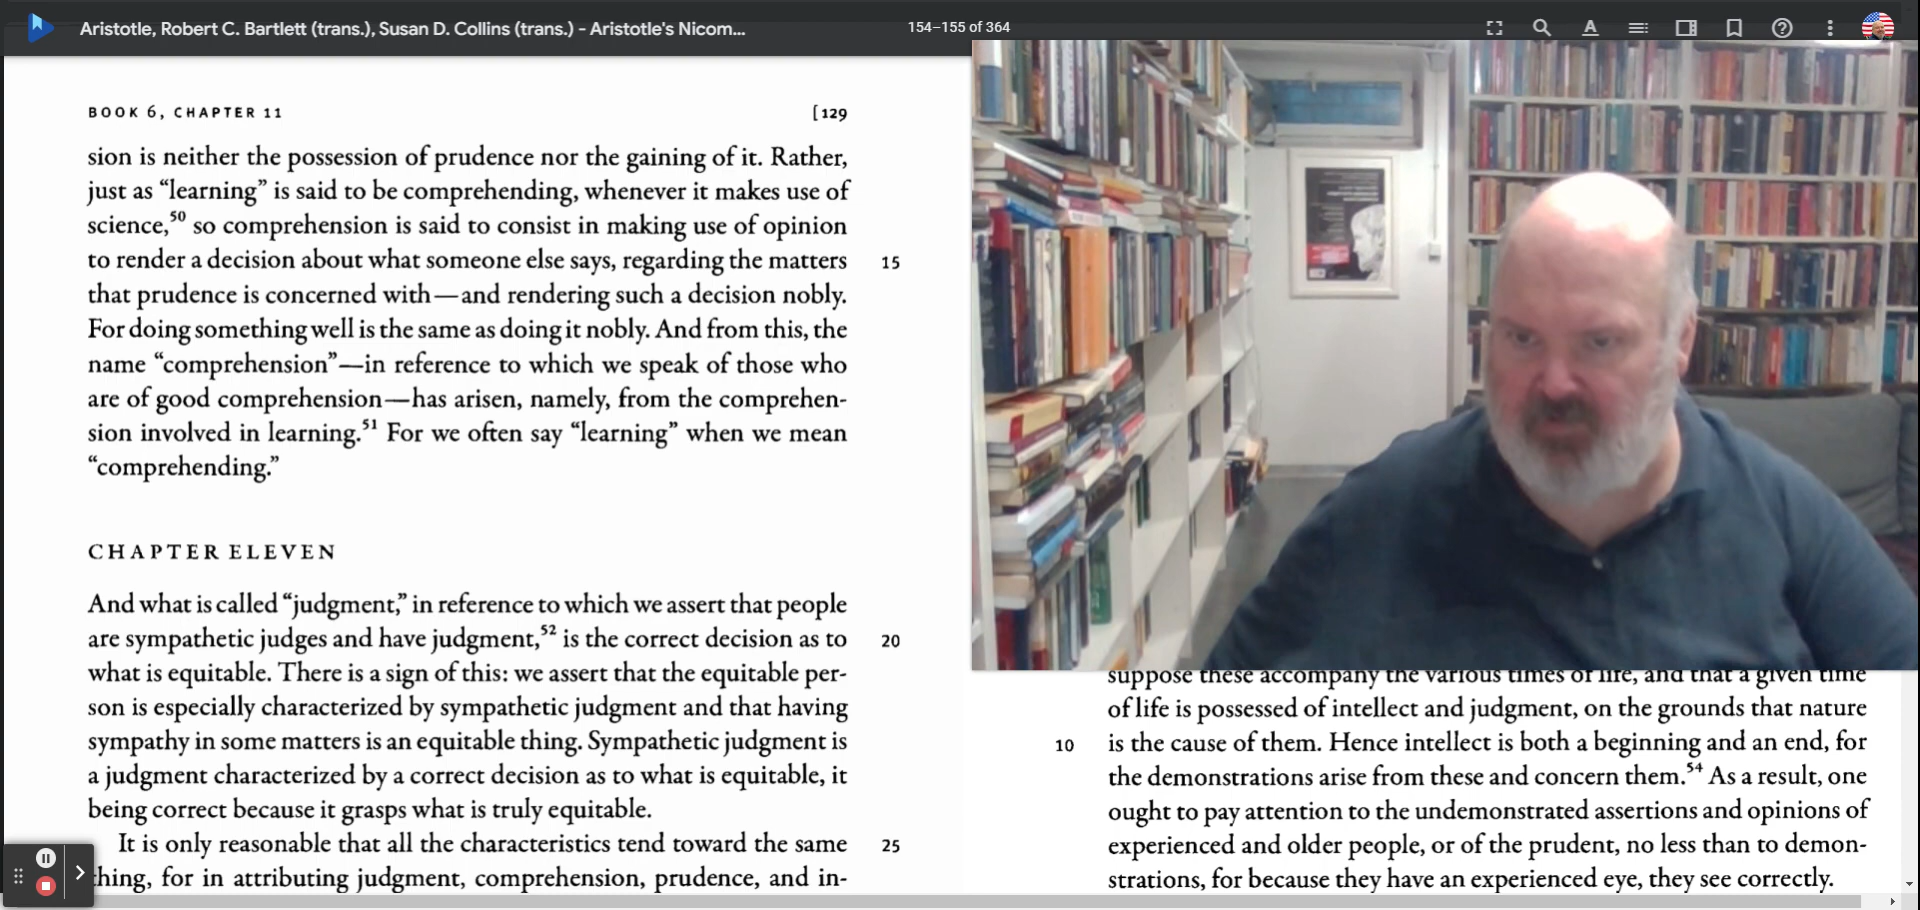 Aristotle, Robert C. Bartlett (trans.), Susan D. Collins (trans.) - Aristotle's Nicom...
154–155 of 364
BOOK 6, CHAPTER 11 [129
sion is neither the possession of prudence nor the gaining of it. Rather,
just as “learning” is said to be comprehending, whenever it makes use of
science,50 so comprehension is said to consist in making use of opinion
to render a decision about what someone else says, regarding the matters 15
that prudence is concerned with—and rendering such a decision nobly.
For doing something well is the same as doing it nobly. And from this, the
name “comprehension”—in reference to which we speak of those who
are of good comprehension—has arisen, namely, from the comprehen-
sion involved in learning.51 For we often say “learning” when we mean
“comprehending.”
CHAPTER ELEVEN
And what is called “judgment,” in reference to which we assert that people
are sympathetic judges and have judgment,52 is the correct decision as to 20
what is equitable. There is a sign of this: we assert that the equitable per-
son is especially characterized by sympathetic judgment and that having
sympathy in some matters is an equitable thing. Sympathetic judgment is
a judgment characterized by a correct decision as to what is equitable, it
being correct because it grasps what is truly equitable.
It is only reasonable that all the characteristics tend toward the same 25
thing, for in attributing judgment, comprehension, prudence, and in-
suppose these accompany the various times of life, and that a given time
of life is possessed of intellect and judgment, on the grounds that nature
10 is the cause of them. Hence intellect is both a beginning and an end, for
the demonstrations arise from these and concern them.54 As a result, one
ought to pay attention to the undemonstrated assertions and opinions of
experienced and older people, or of the prudent, no less than to demon-
strations, for because they have an experienced eye, they see correctly.